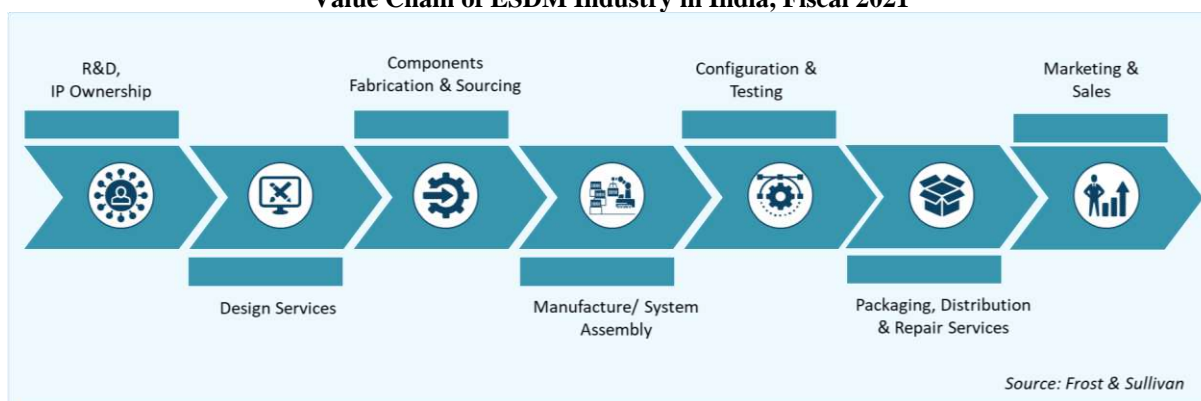 Value Chain of ESDM Industry in India, Fiscal 2021
R&D,
IP Ownership
Design Services
Components
Fabrication & Sourcing
Manufacture/ System
Assembly
Configuration &
Testing
Packaging, Distribution
& Repair Services
Marketing &
Sales
Source: Frost & Sullivan